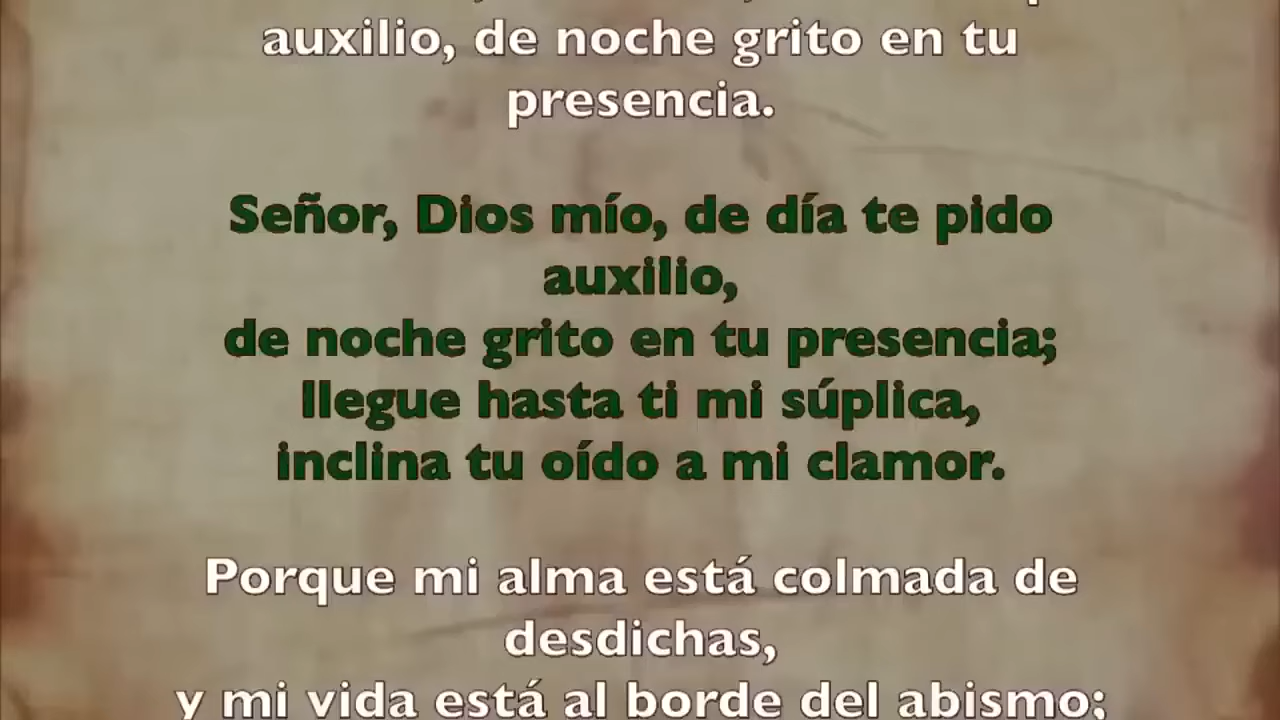 auxilio, de noche grito en tu
presencia.
Señor, Dios mío, de día te pido
auxilio,
de noche grito en tu presencia;
llegue hasta ti mi súplica,
inclina tu oído a mi clamor.
Porque mi alma está colmada de
desdichas,
y mi vida está al borde del abismo;